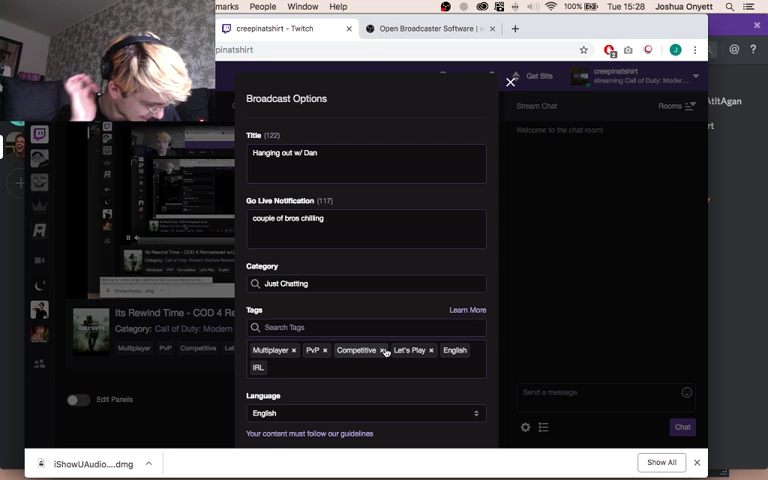 marks People Window Help
100% Tue 15:28 Joshua Onyett
creepinatshirt - Twitch
Open Broadcaster Software |
pinatshirt
2
J
Get Bits
creepinatshirt
streaming Call of Duty: Moder...
AtitAgan
rt
Broadcast Options
Stream Chat
Rooms
Welcome to the chat room!
Title (122)
Hanging out w/ Dan
Go Live Notification (117)
couple of bros chilling
Category
Just Chatting
Tags
Learn More
Search Tags
Multiplayer × PvP × Competitive × Let's Play × English
IRL
Language
English
Your content must follow our guidelines
Its Rewind Time - COD 4 R
Category: Call of Duty: Modern
Multiplayer PvP Competitive Let's
Edit Panels
Send a message
Chat
iShowUAudio....dmg
Show All